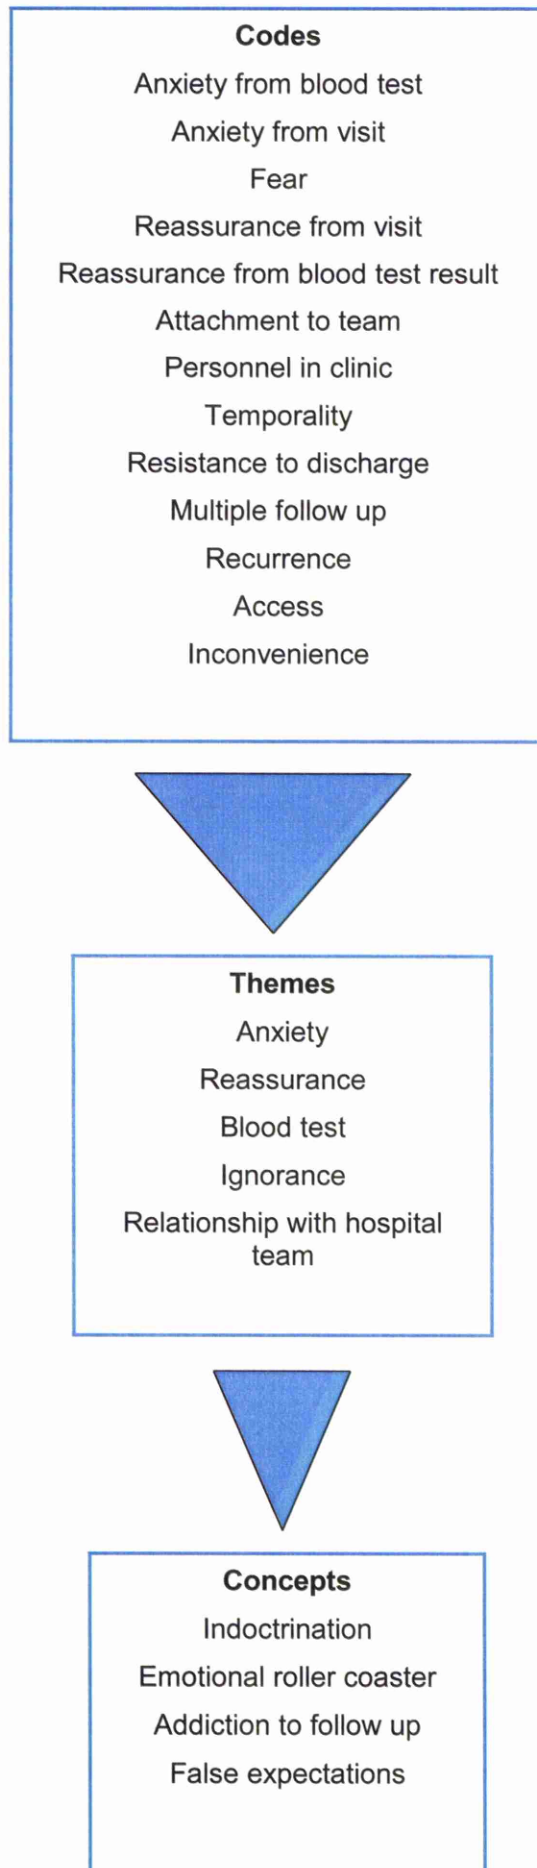 Codes
Anxiety from blood test
Anxiety from visit
Fear
Reassurance from visit
Reassurance from blood test result
Attachment to team
Personnel in clinic
Temporality
Resistance to discharge
Multiple follow up
Recurrence
Access
Inconvenience
Themes
Anxiety
Reassurance
Blood test
Ignorance
Relationship with hospital
team
Concepts
Indoctrination
Emotional roller coaster
Addiction to follow up
False expectations